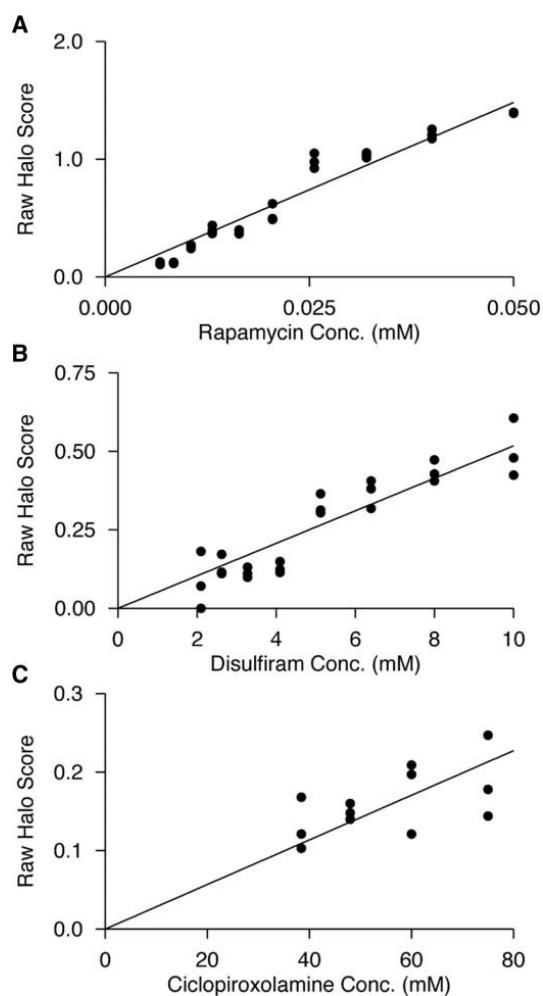 A
2.0
1.0
0.0
Raw Halo Score
0.000 0.025 0.050
Rapamycin Conc. (mM)
B
0.75
0.50
0.25
0.00
Raw Halo Score
0 2 4 6 8 10
Disulfiram Conc. (mM)
C
0.3
0.2
0.1
0.0
Raw Halo Score
0 20 40 60 80
Ciclopiroxolamine Conc. (mM)